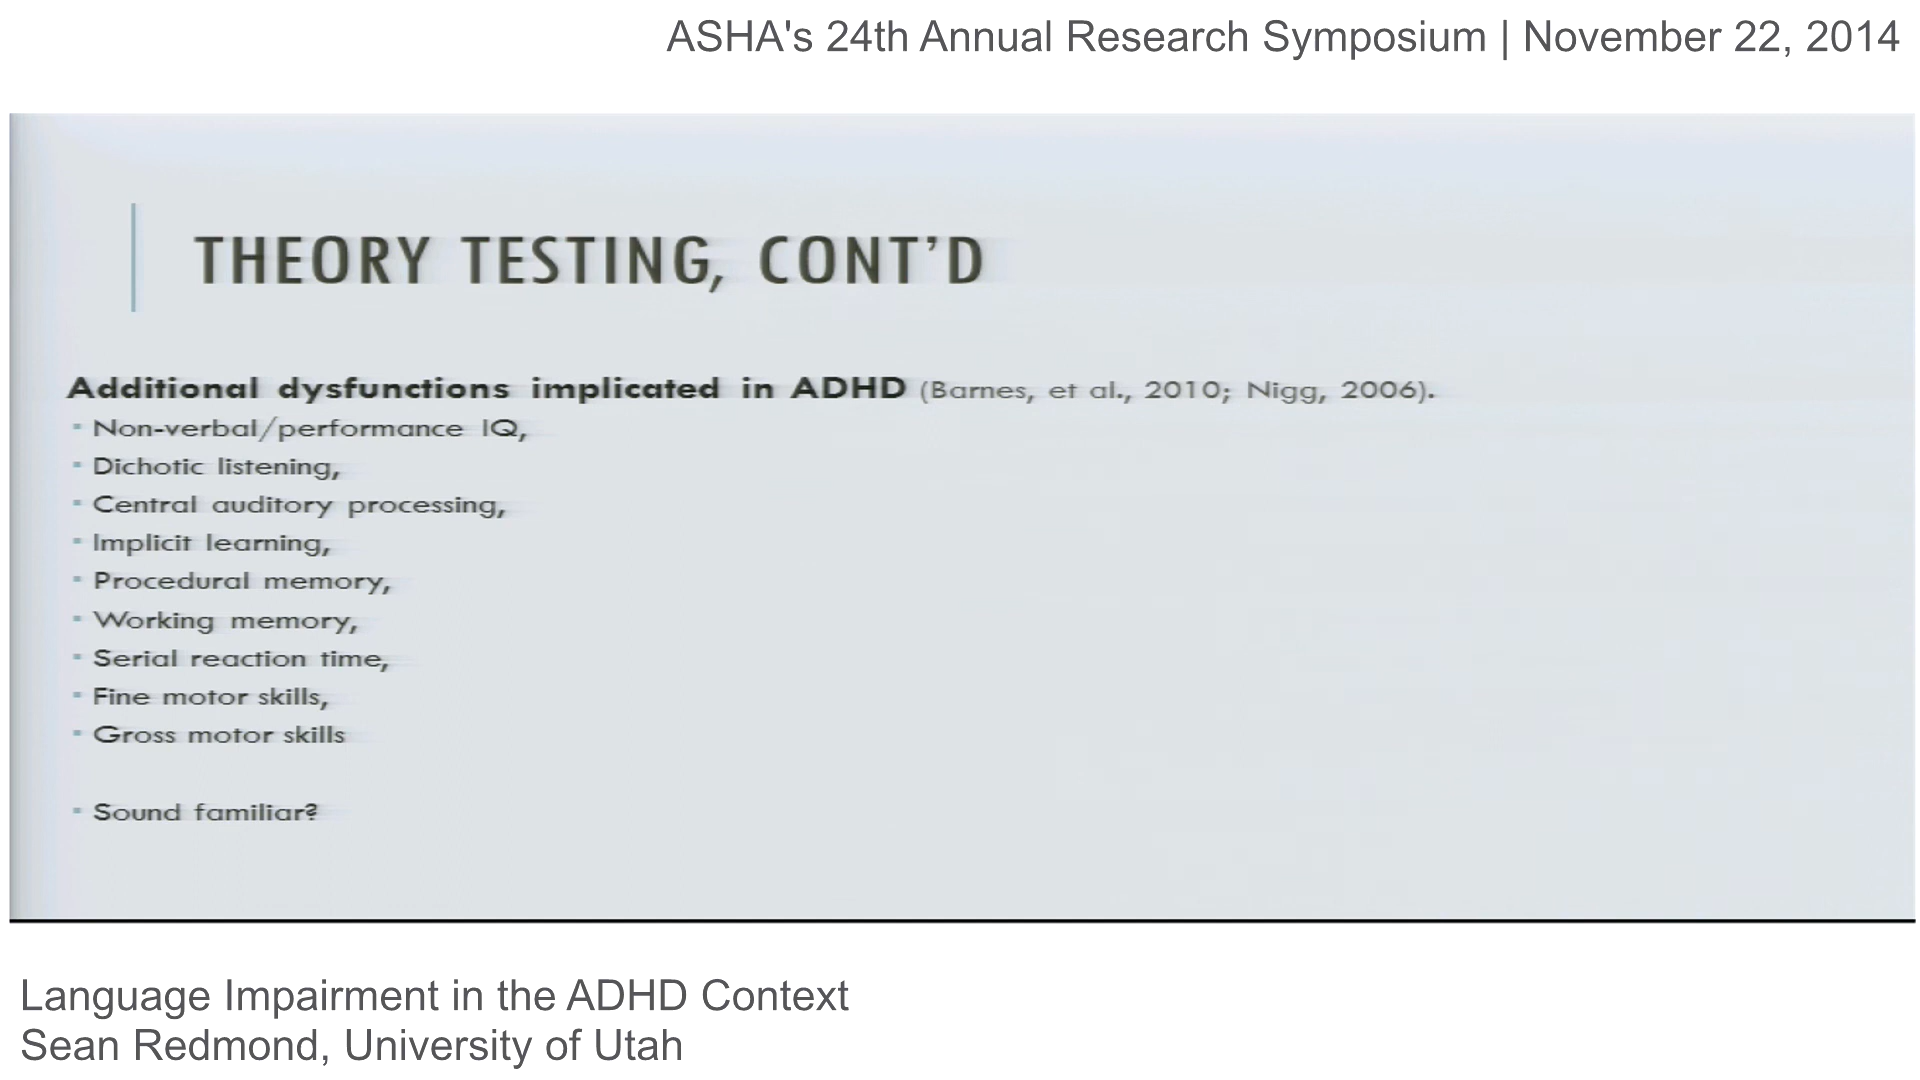 ASHA's 24th Annual Research Symposium | November 22, 2014
THEORY TESTING, CONT'D
Additional dysfunctions implicated in ADHD (Barnes, et al., 2010; Nigg, 2006).
▪ Non-verbal/performance IQ,
▪ Dichotic listening,
▪ Central auditory processing,
▪ Implicit learning,
▪ Procedural memory,
▪ Working memory,
▪ Serial reaction time,
▪ Fine motor skills,
▪ Gross motor skills
▪ Sound familiar?
Language Impairment in the ADHD Context
Sean Redmond, University of Utah